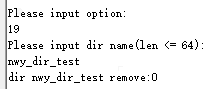 Please input option:
19
Please input dir name(len <= 64):
nwy_dir_test
dir nwy_dir_test remove:0